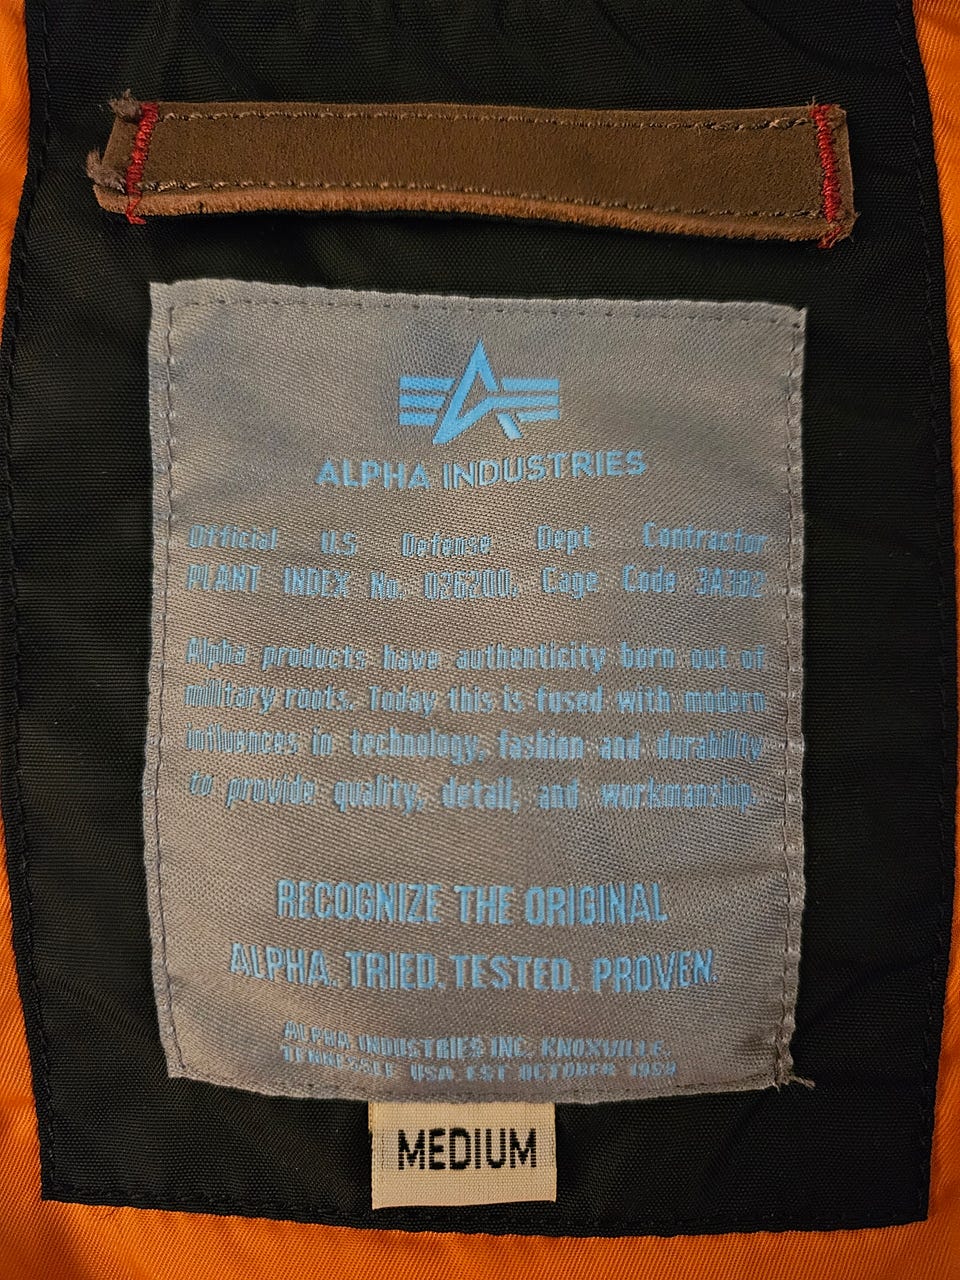 ALPHA INDUSTRIES
Official U.S Defense Dept Contractor
PLANT INDEX No. 026200. Cage Code 3A3B2
Alpha products have authenticity born out of
military roots. Today this is fused with modern
influences in technology, fashion and durability
to provide quality, detail, and workmanship.
RECOGNIZE THE ORIGINAL
ALPHA. TRIED. TESTED. PROVEN.
ALPHA INDUSTRIES INC. KNOXVILLE.
TENNESSEE USA. EST OCTOBER 1959
MEDIUM